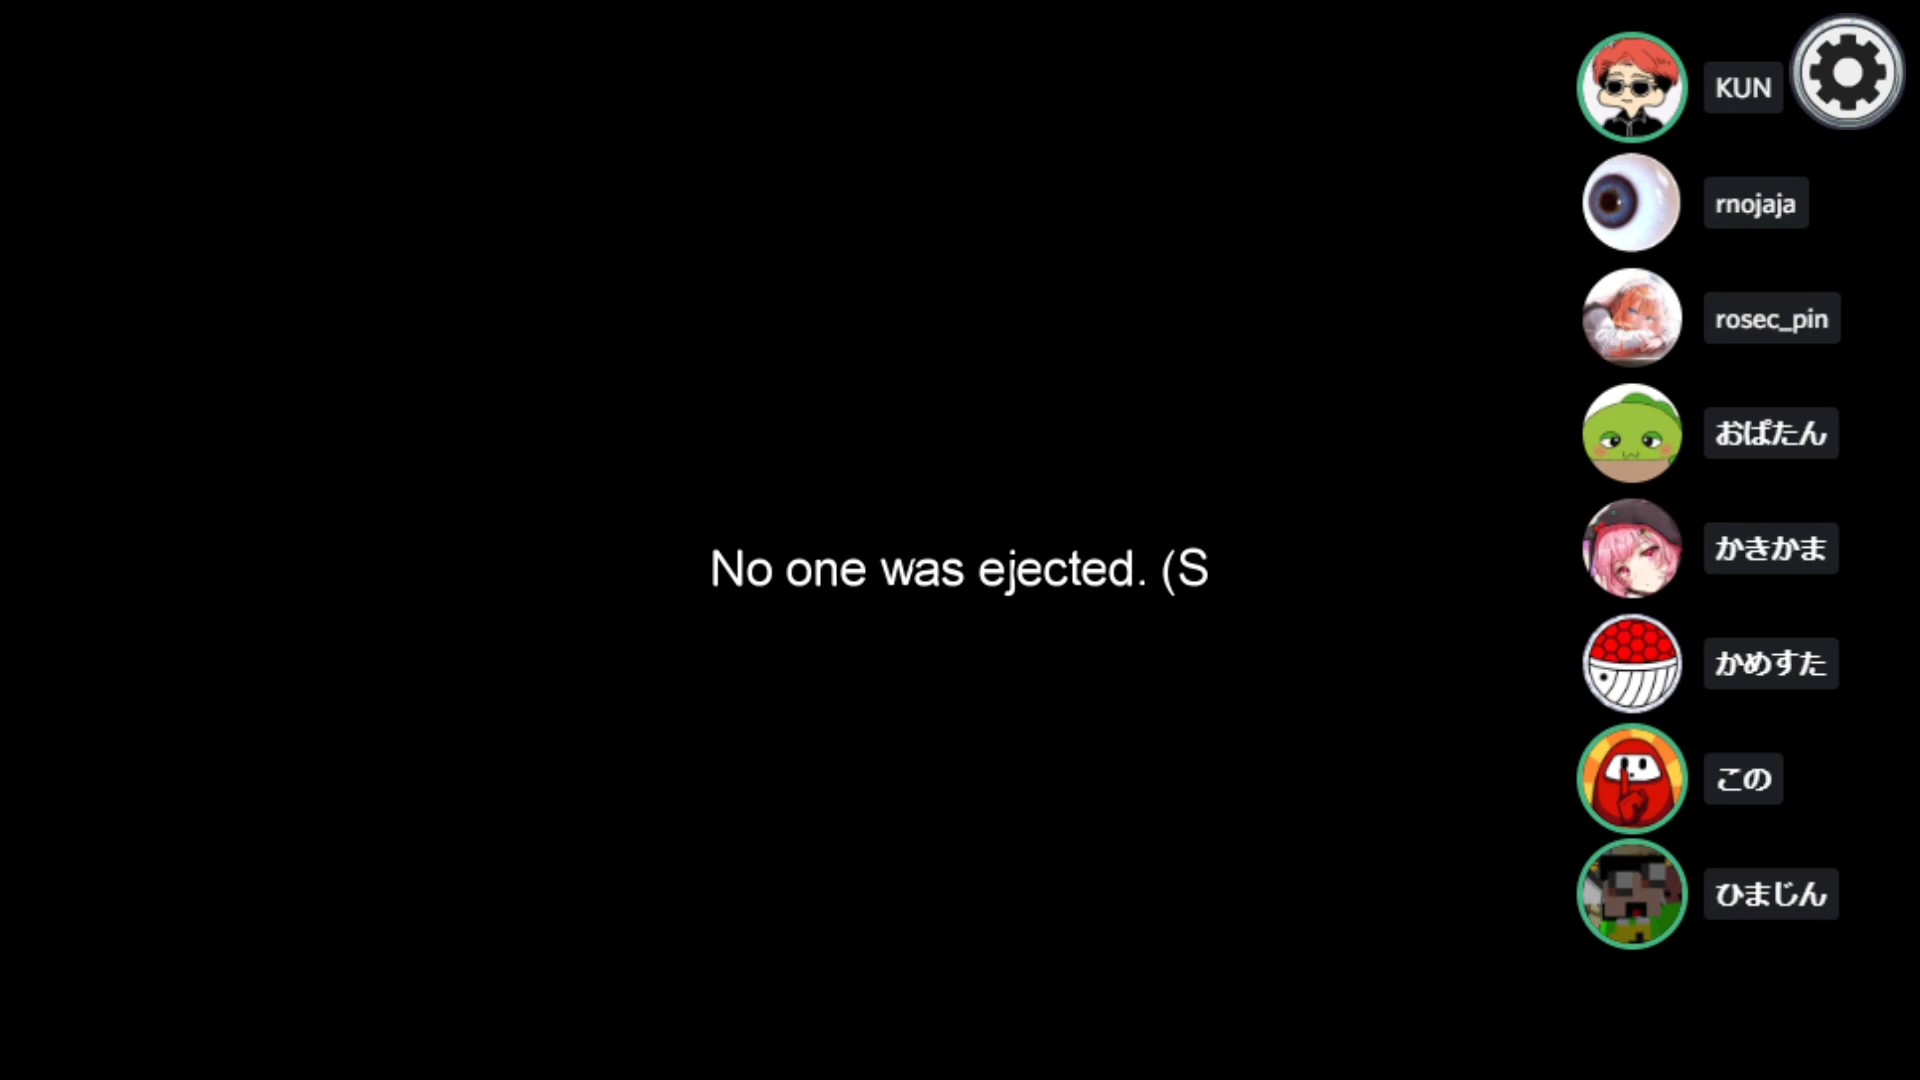 KUN
rnojaja
rosec_pin
おぱたん
かきかま
No one was ejected. (S
かめすた
この
ひまじん